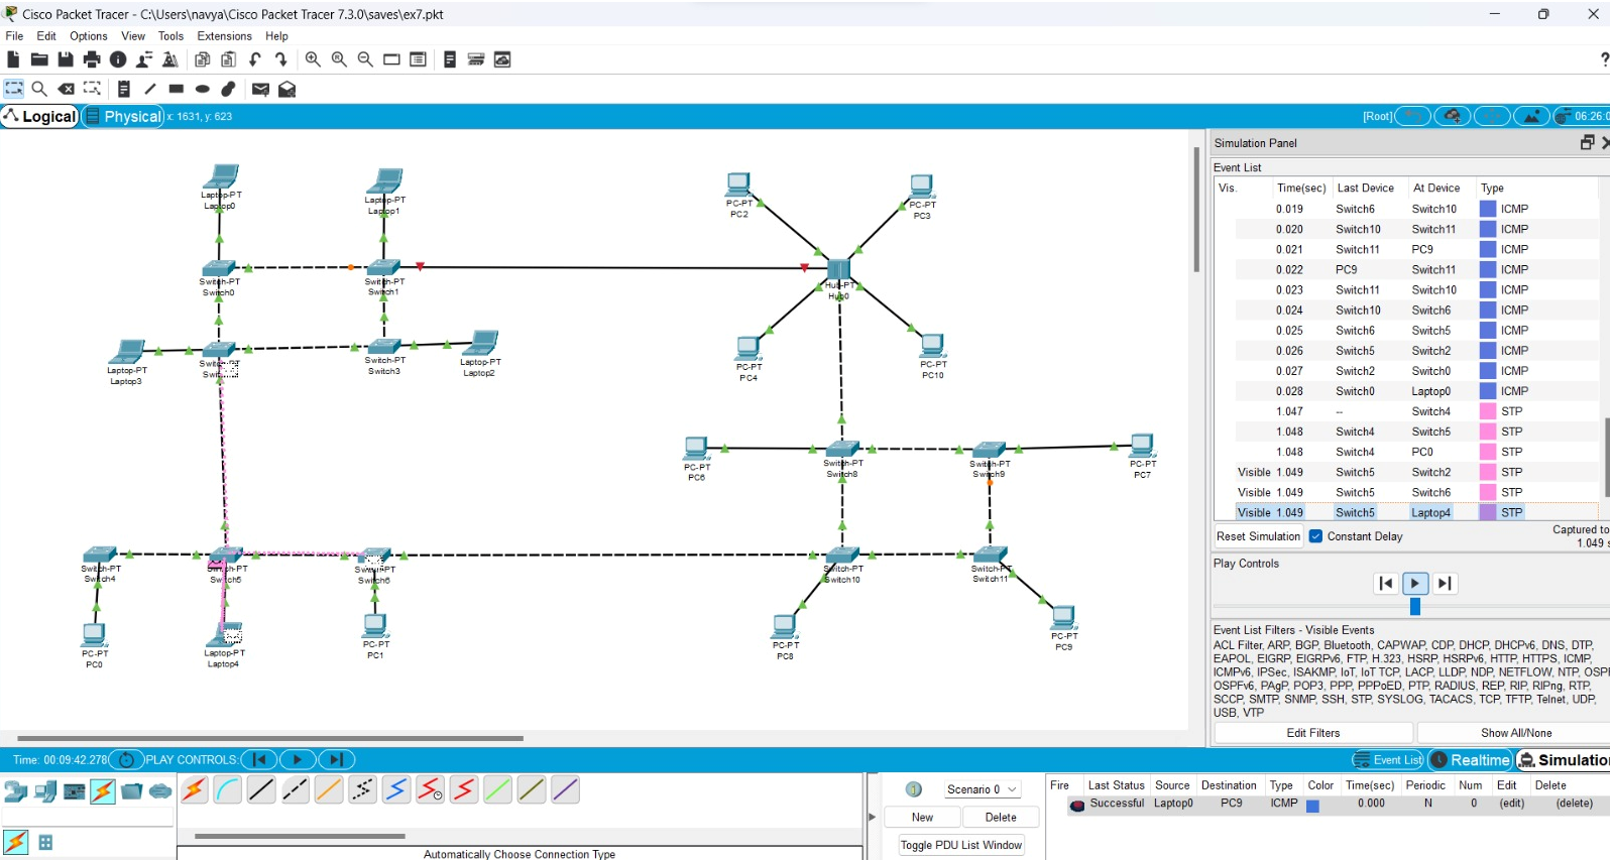 Cisco Packet Tracer - C:\Users\navya\Cisco Packet Tracer 7.3.0\saves\ex7.pkt
File Edit Options View Tools Extensions Help
Logical Physical x: 1631, y: 623 [Root] 06:26:0
Simulation Panel
Event List
Vis. Time(sec) Last Device At Device Type
0.019 Switch6 Switch10 ICMP
0.020 Switch10 Switch11 ICMP
0.021 Switch11 PC9 ICMP
0.022 PC9 Switch11 ICMP
0.023 Switch11 Switch10 ICMP
0.024 Switch10 Switch6 ICMP
0.025 Switch6 Switch5 ICMP
0.026 Switch5 Switch2 ICMP
0.027 Switch2 Switch0 ICMP
0.028 Switch0 Laptop0 ICMP
1.047 -- Switch4 STP
1.048 Switch4 Switch5 STP
1.048 Switch4 PC0 STP
Visible 1.049 Switch5 Switch2 STP
Visible 1.049 Switch5 Switch6 STP
Visible 1.049 Switch5 Laptop4 STP
Reset Simulation Constant Delay Captured to
1.049 s
Play Controls
Event List Filters - Visible Events
ACL Filter, ARP, BGP, Bluetooth, CAPWAP, CDP, DHCP, DHCPv6, DNS, DTP,
EAPOL, EIGRP, EIGRPv6, FTP, H.323, HSRP, HSRPv6, HTTP, HTTPS, ICMP,
ICMPv6, IPSec, ISAKMP, IoT, IoT TCP, LACP, LLDP, NDP, NETFLOW, NTP, OSPF
OSPFv6, PAgP, POP3, PPP, PPPoED, PTP, RADIUS, REP, RIP, RIPng, RTP,
SCCP, SMTP, SNMP, SSH, STP, SYSLOG, TACACS, TCP, TFTP, Telnet, UDP,
USB, VTP
Edit Filters Show All/None
Laptop-PT
Laptop0
Laptop-PT
Laptop1
PC-PT
PC2
PC-PT
PC3
Switch-PT
Switch0
Switch-PT
Switch1
Hub-PT
Hub0
Laptop-PT
Laptop3
Switch-PT
Switch3
Laptop-PT
Laptop2
PC-PT
PC4
PC-PT
PC10
PC-PT
PC6
Switch-PT
Switch8
Switch-PT
Switch9
PC-PT
PC7
Switch-PT
Switch4
Switch-PT
Switch5
Switch-PT
Switch6
Switch-PT
Switch10
Switch-PT
Switch11
PC-PT
PC0
Laptop-PT
Laptop4
PC-PT
PC1
PC-PT
PC8
PC-PT
PC9
Time: 00:09:42.278 PLAY CONTROLS: Event List Realtime Simulation
Scenario 0
New Delete
Toggle PDU List Window
Fire Last Status Source Destination Type Color Time(sec) Periodic Num Edit Delete
Successful Laptop0 PC9 ICMP 0.000 N 0 (edit) (delete)
Automatically Choose Connection Type